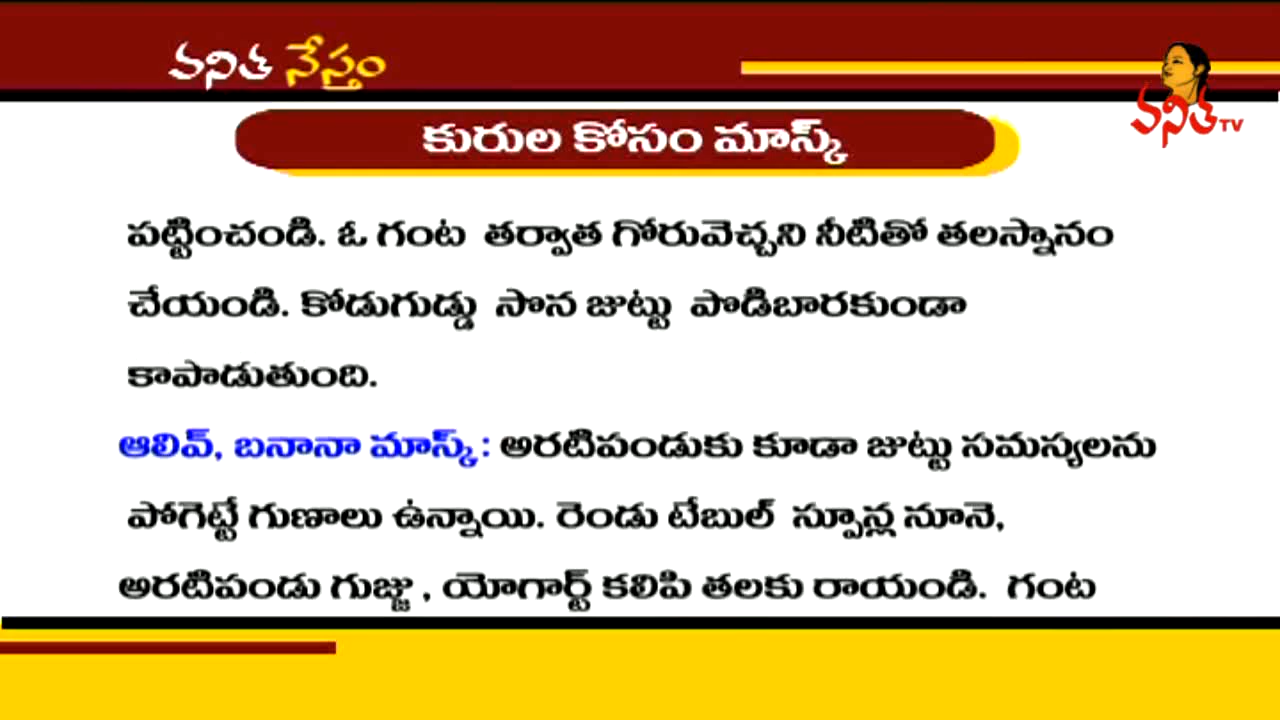 వనిత నేస్తం
వనిత TV
కురుల కోసం మాస్క్
పట్టించండి. ఓ గంట తర్వాత గోరువెచ్చని నీటితో తలస్నానం
చేయండి. కోడుగుడ్డు సొన జుట్టు పొడిబారకుండా
కాపాడుతుంది.
ఆలివ్, బనానా మాస్క్: అరటిపండుకు కూడా జుట్టు సమస్యలను
పోగెట్టే గుణాలు ఉన్నాయి. రెండు టేబుల్ స్పూన్ల నూనె,
అరటిపండు గుజ్జు, యోగార్ట్ కలిపి తలకు రాయండి. గంట